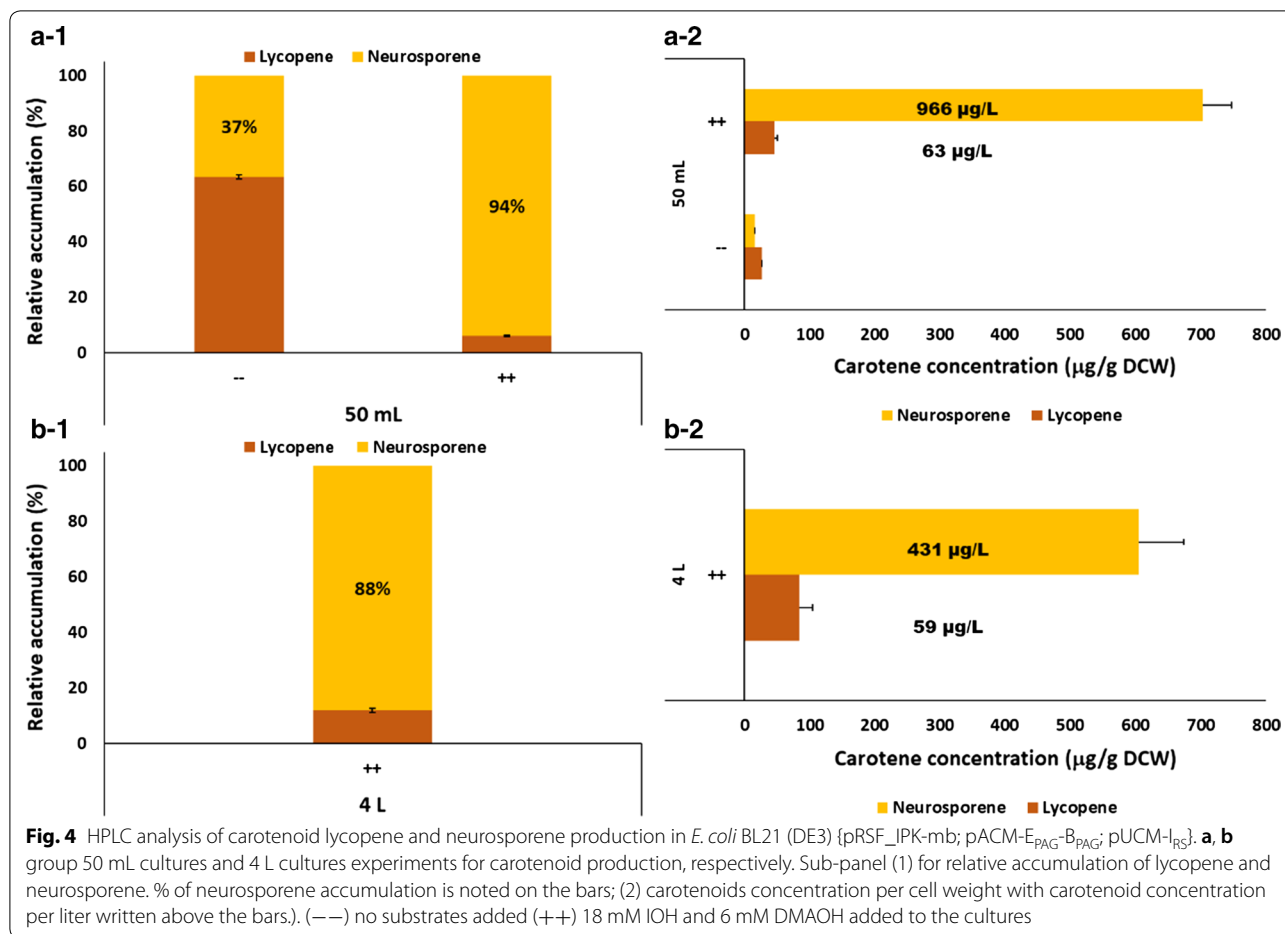 a-1
Lycopene Neurosporene
Relative accumulation (%)
100
80
60
40
20
0
37%
94%
--
++
50 mL
a-2
50 mL
++
--
966 µg/L
63 µg/L
0 100 200 300 400 500 600 700 800
Carotene concentration (µg/g DCW)
Neurosporene Lycopene
b-1
Lycopene Neurosporene
Relative accumulation (%)
100
80
60
40
20
0
88%
++
4 L
b-2
4 L
++
431 µg/L
59 µg/L
0 100 200 300 400 500 600 700 800
Carotene concentration (µg/g DCW)
Neurosporene Lycopene
Fig. 4 HPLC analysis of carotenoid lycopene and neurosporene production in E. coli BL21 (DE3) {pRSF_IPK-mb; pACM-EPAG-BPAG; pUCM-IRS}. a, b
group 50 mL cultures and 4 L cultures experiments for carotenoid production, respectively. Sub-panel (1) for relative accumulation of lycopene and
neurosporene. % of neurosporene accumulation is noted on the bars; (2) carotenoids concentration per cell weight with carotenoid concentration
per liter written above the bars.). (−−) no substrates added (++) 18 mM IOH and 6 mM DMAOH added to the cultures